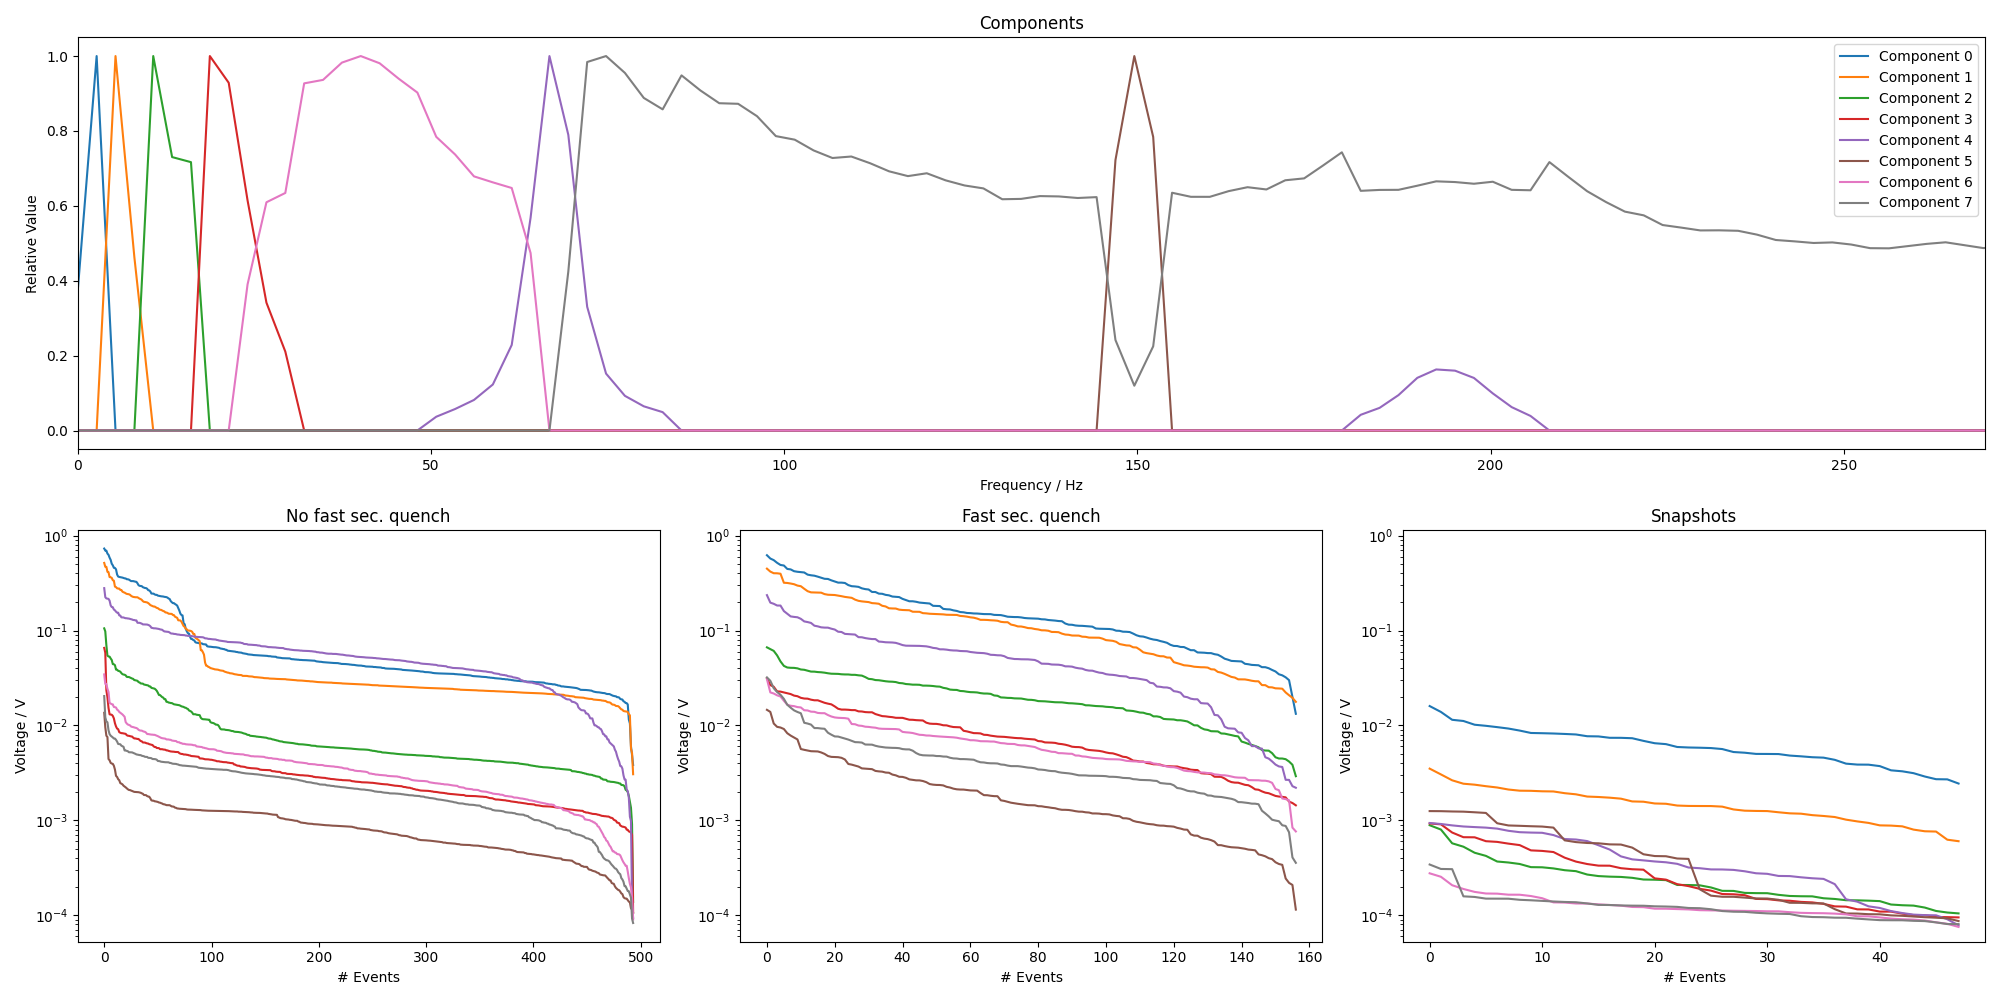 Components
1.0
0.8
0.6
0.4
0.2
0.0
Relative Value
Component 0
Component 1
Component 2
Component 3
Component 4
Component 5
Component 6
Component 7
0 50 100 150 200 250
Frequency / Hz
No fast sec. quench
10⁰
10⁻¹
10⁻²
10⁻³
10⁻⁴
Voltage / V
0 100 200 300 400 500
# Events
Fast sec. quench
10⁰
10⁻¹
10⁻²
10⁻³
10⁻⁴
Voltage / V
0 20 40 60 80 100 120 140 160
# Events
Snapshots
10⁰
10⁻¹
10⁻²
10⁻³
10⁻⁴
Voltage / V
0 10 20 30 40
# Events